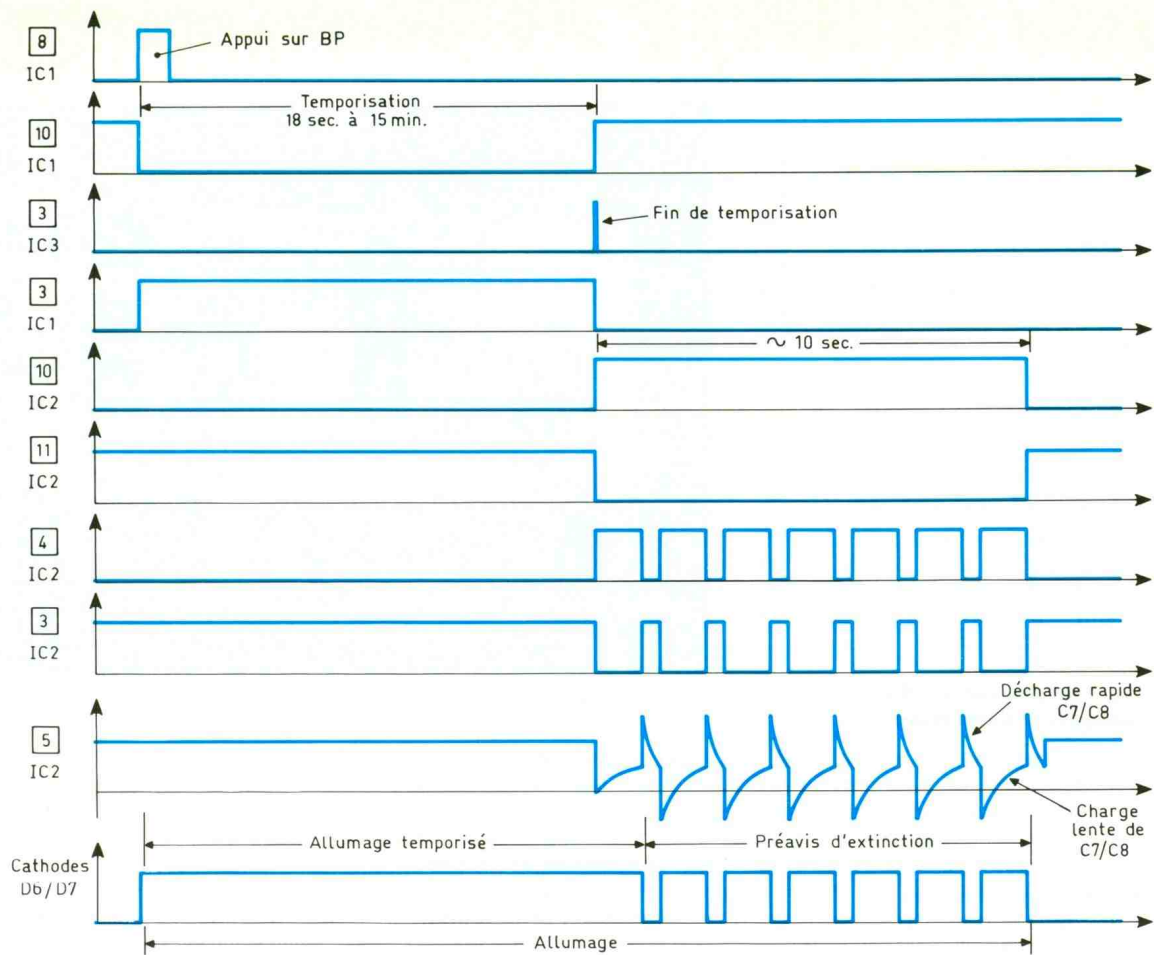 8
IC1
Appui sur BP
Temporisation
18 sec. à 15 min.
10
IC1
3
IC3
Fin de temporisation
3
IC1
~ 10 sec.
10
IC2
11
IC2
4
IC2
3
IC2
Décharge rapide
C7/C8
5
IC2
Charge
lente de
C7/C8
Allumage temporisé
Préavis d'extinction
Cathodes
D6/D7
Allumage